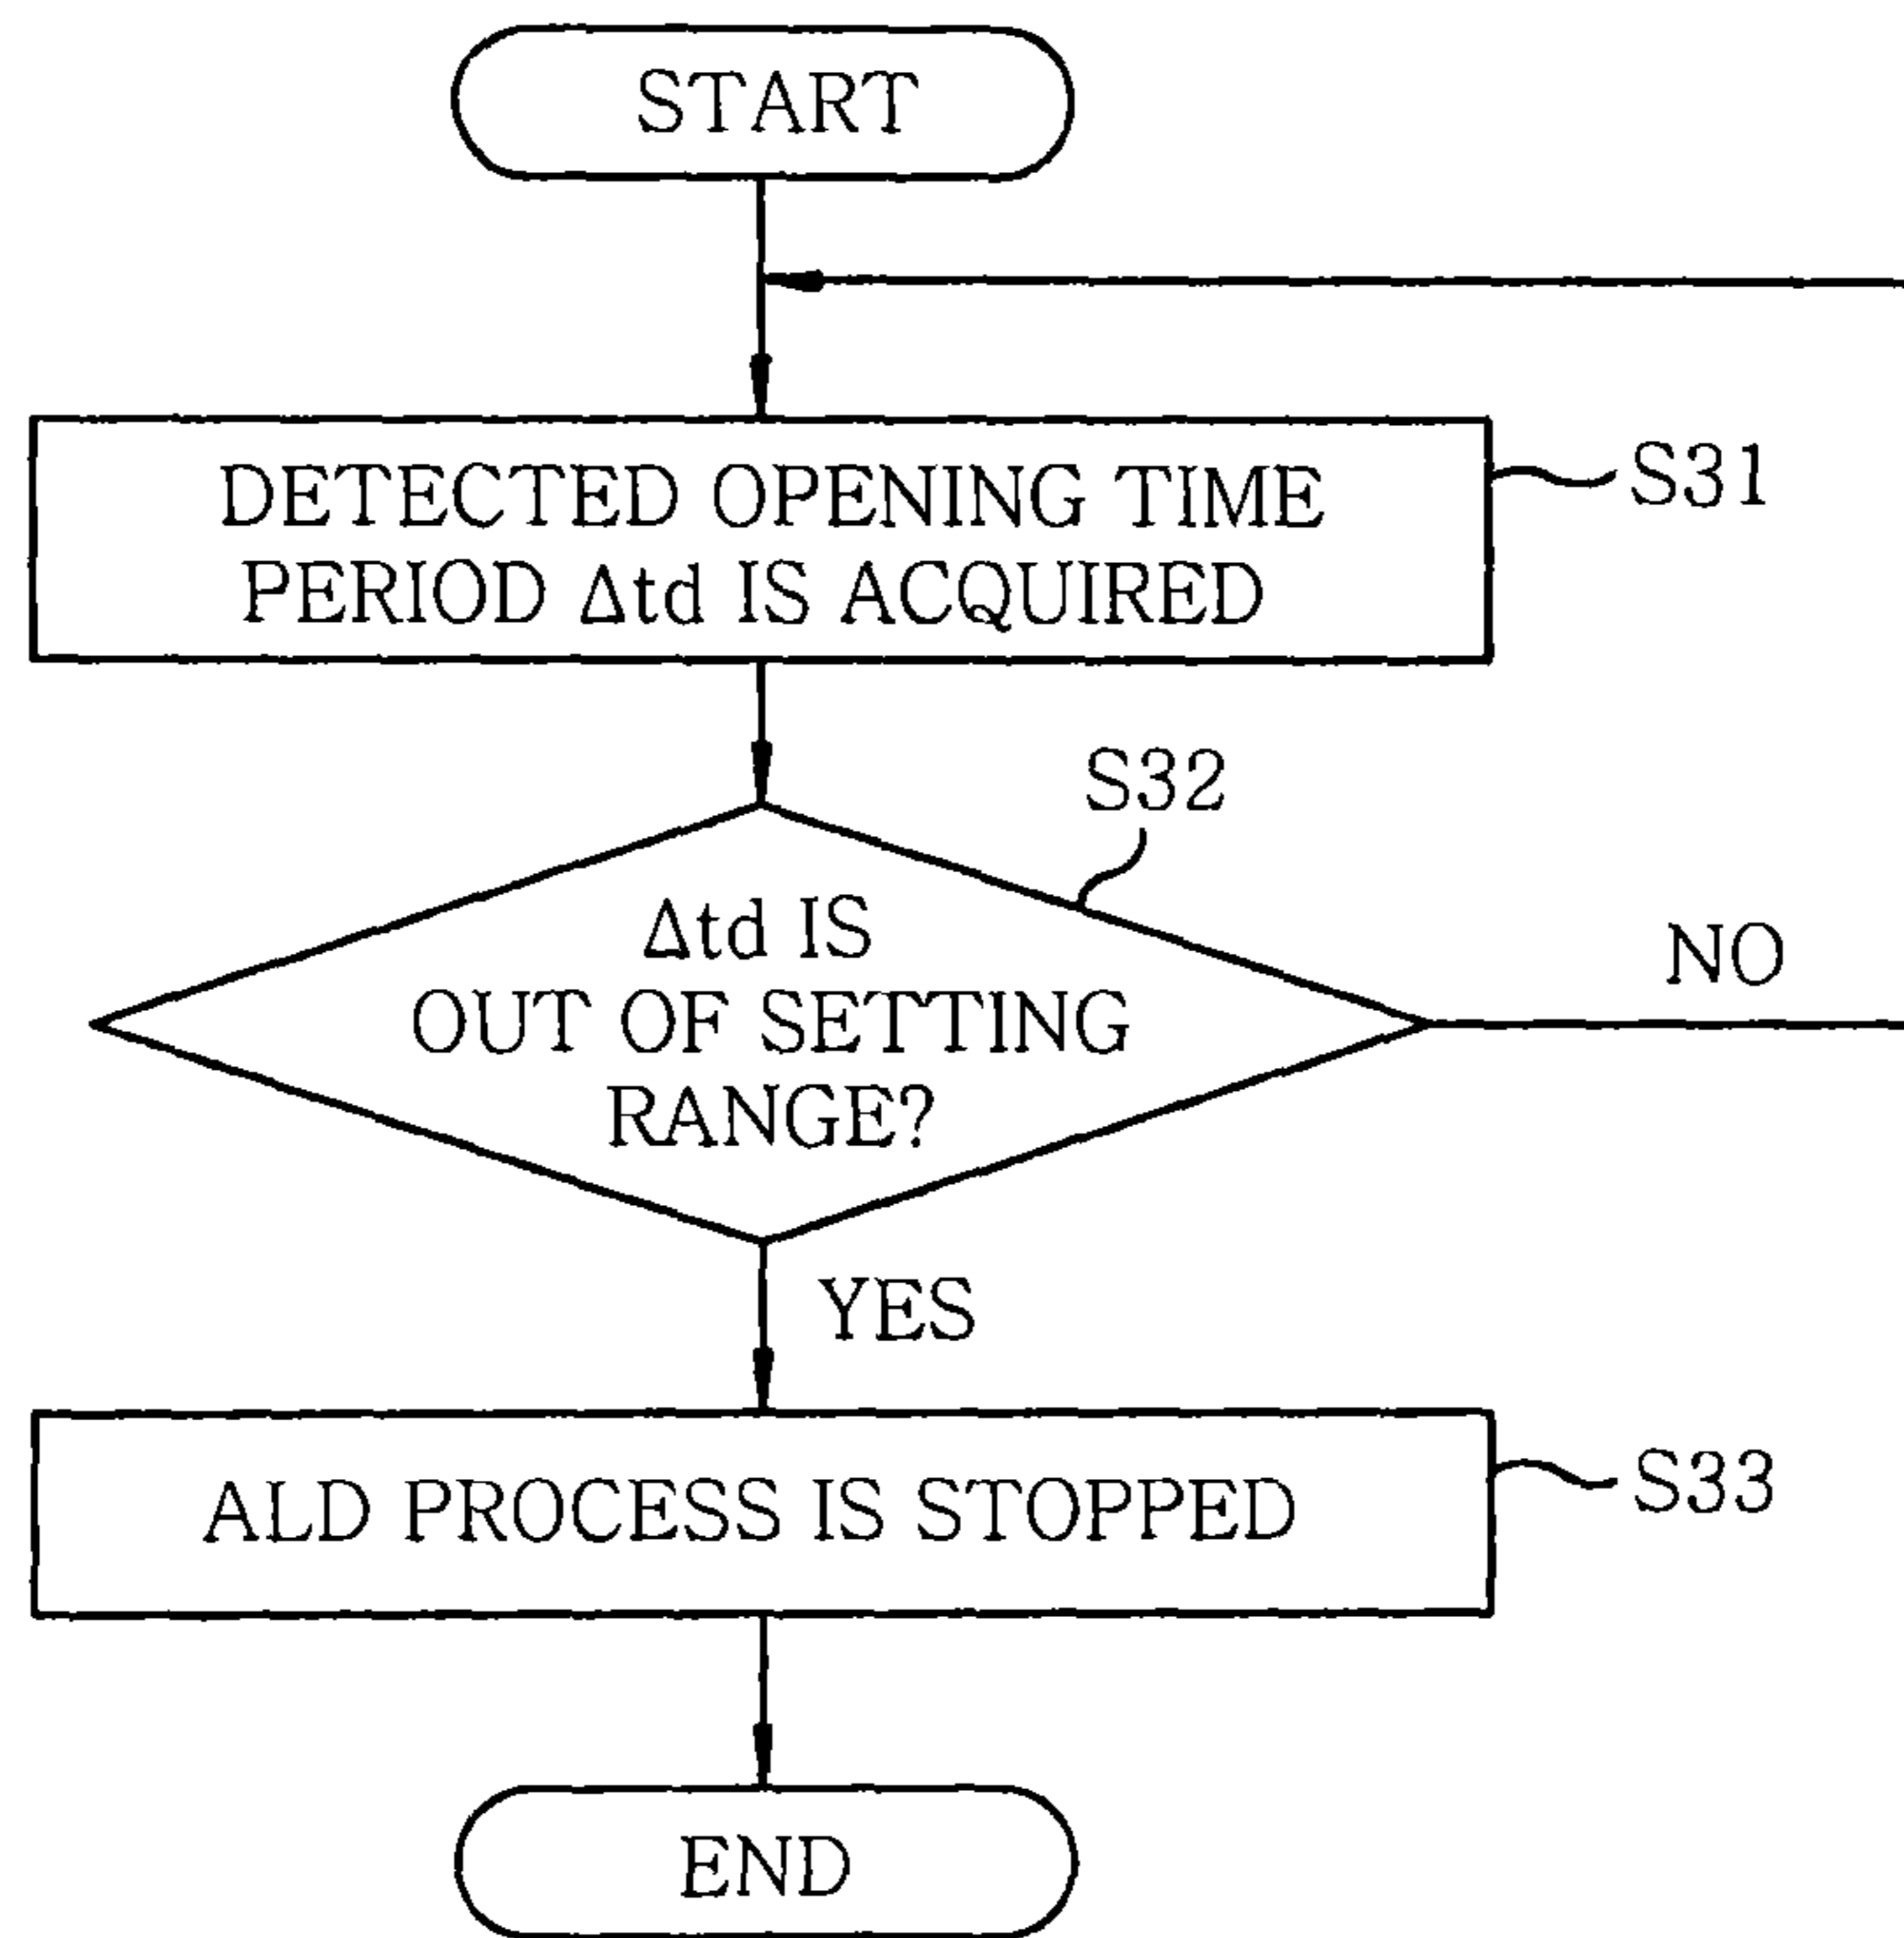 START
DETECTED OPENING TIME
PERIOD Δtd IS ACQUIRED
S31
S32
Δtd IS
OUT OF SETTING
RANGE?
NO
YES
ALD PROCESS IS STOPPED
S33
END